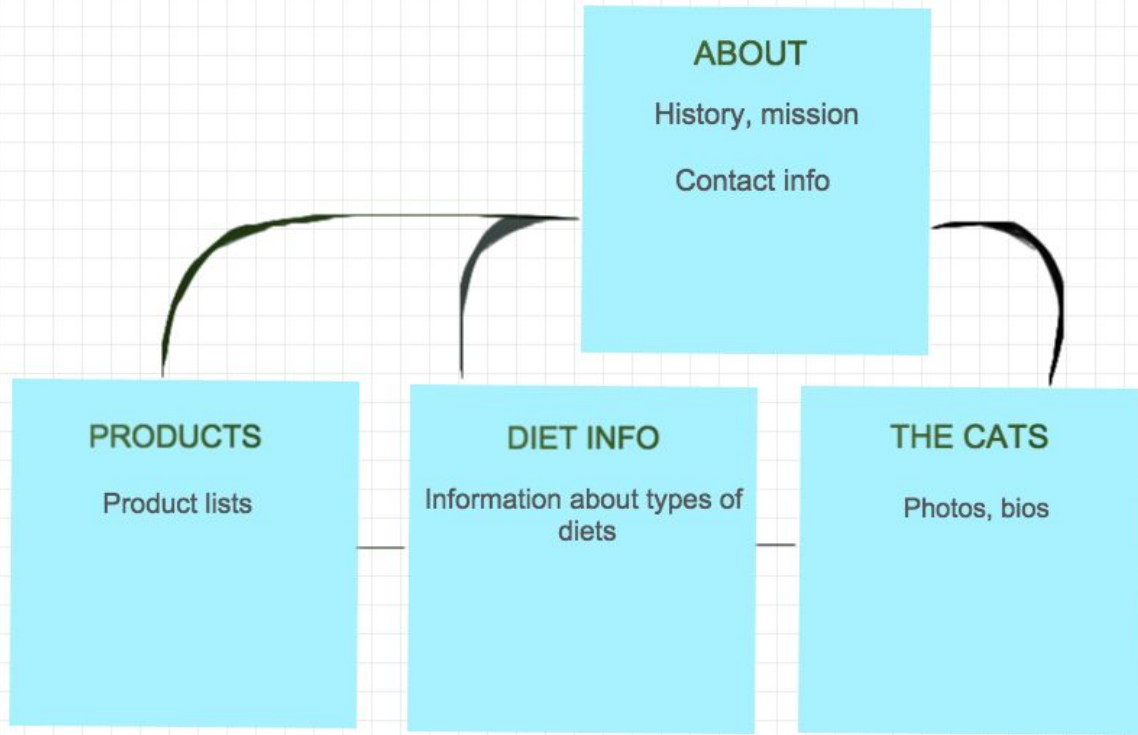 ABOUT
History, mission
Contact info
PRODUCTS
Product lists
DIET INFO
Information about types of
diets
THE CATS
Photos, bios